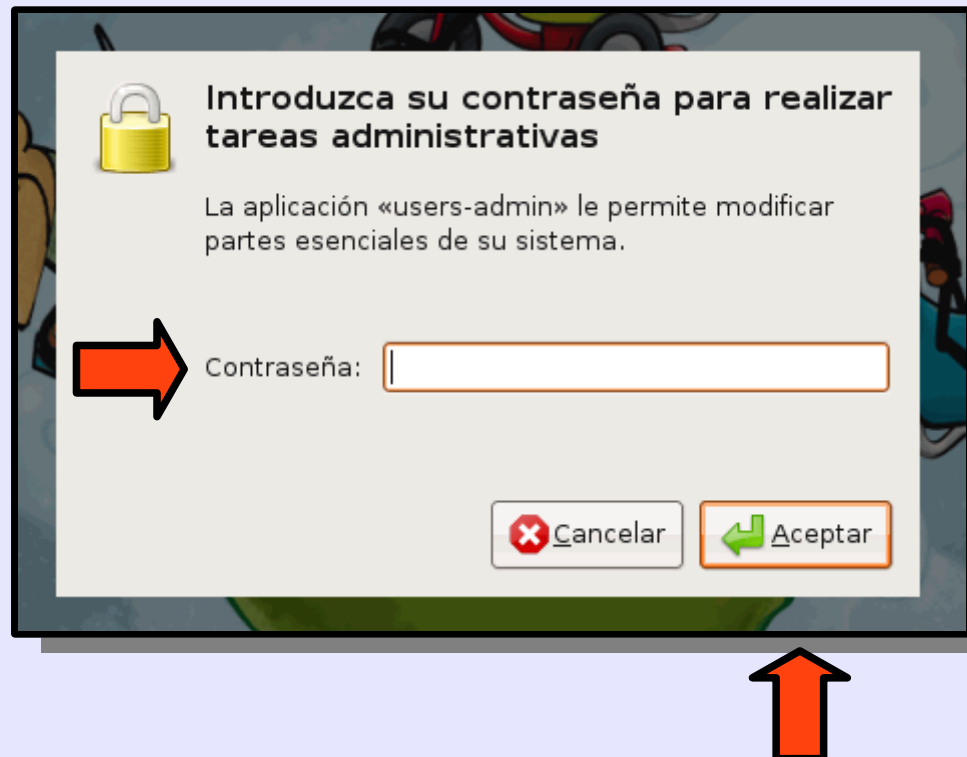 Introduzca su contraseña para realizar
tareas administrativas
La aplicación «users-admin» le permite modificar
partes esenciales de su sistema.
Contraseña:
Cancelar
Aceptar